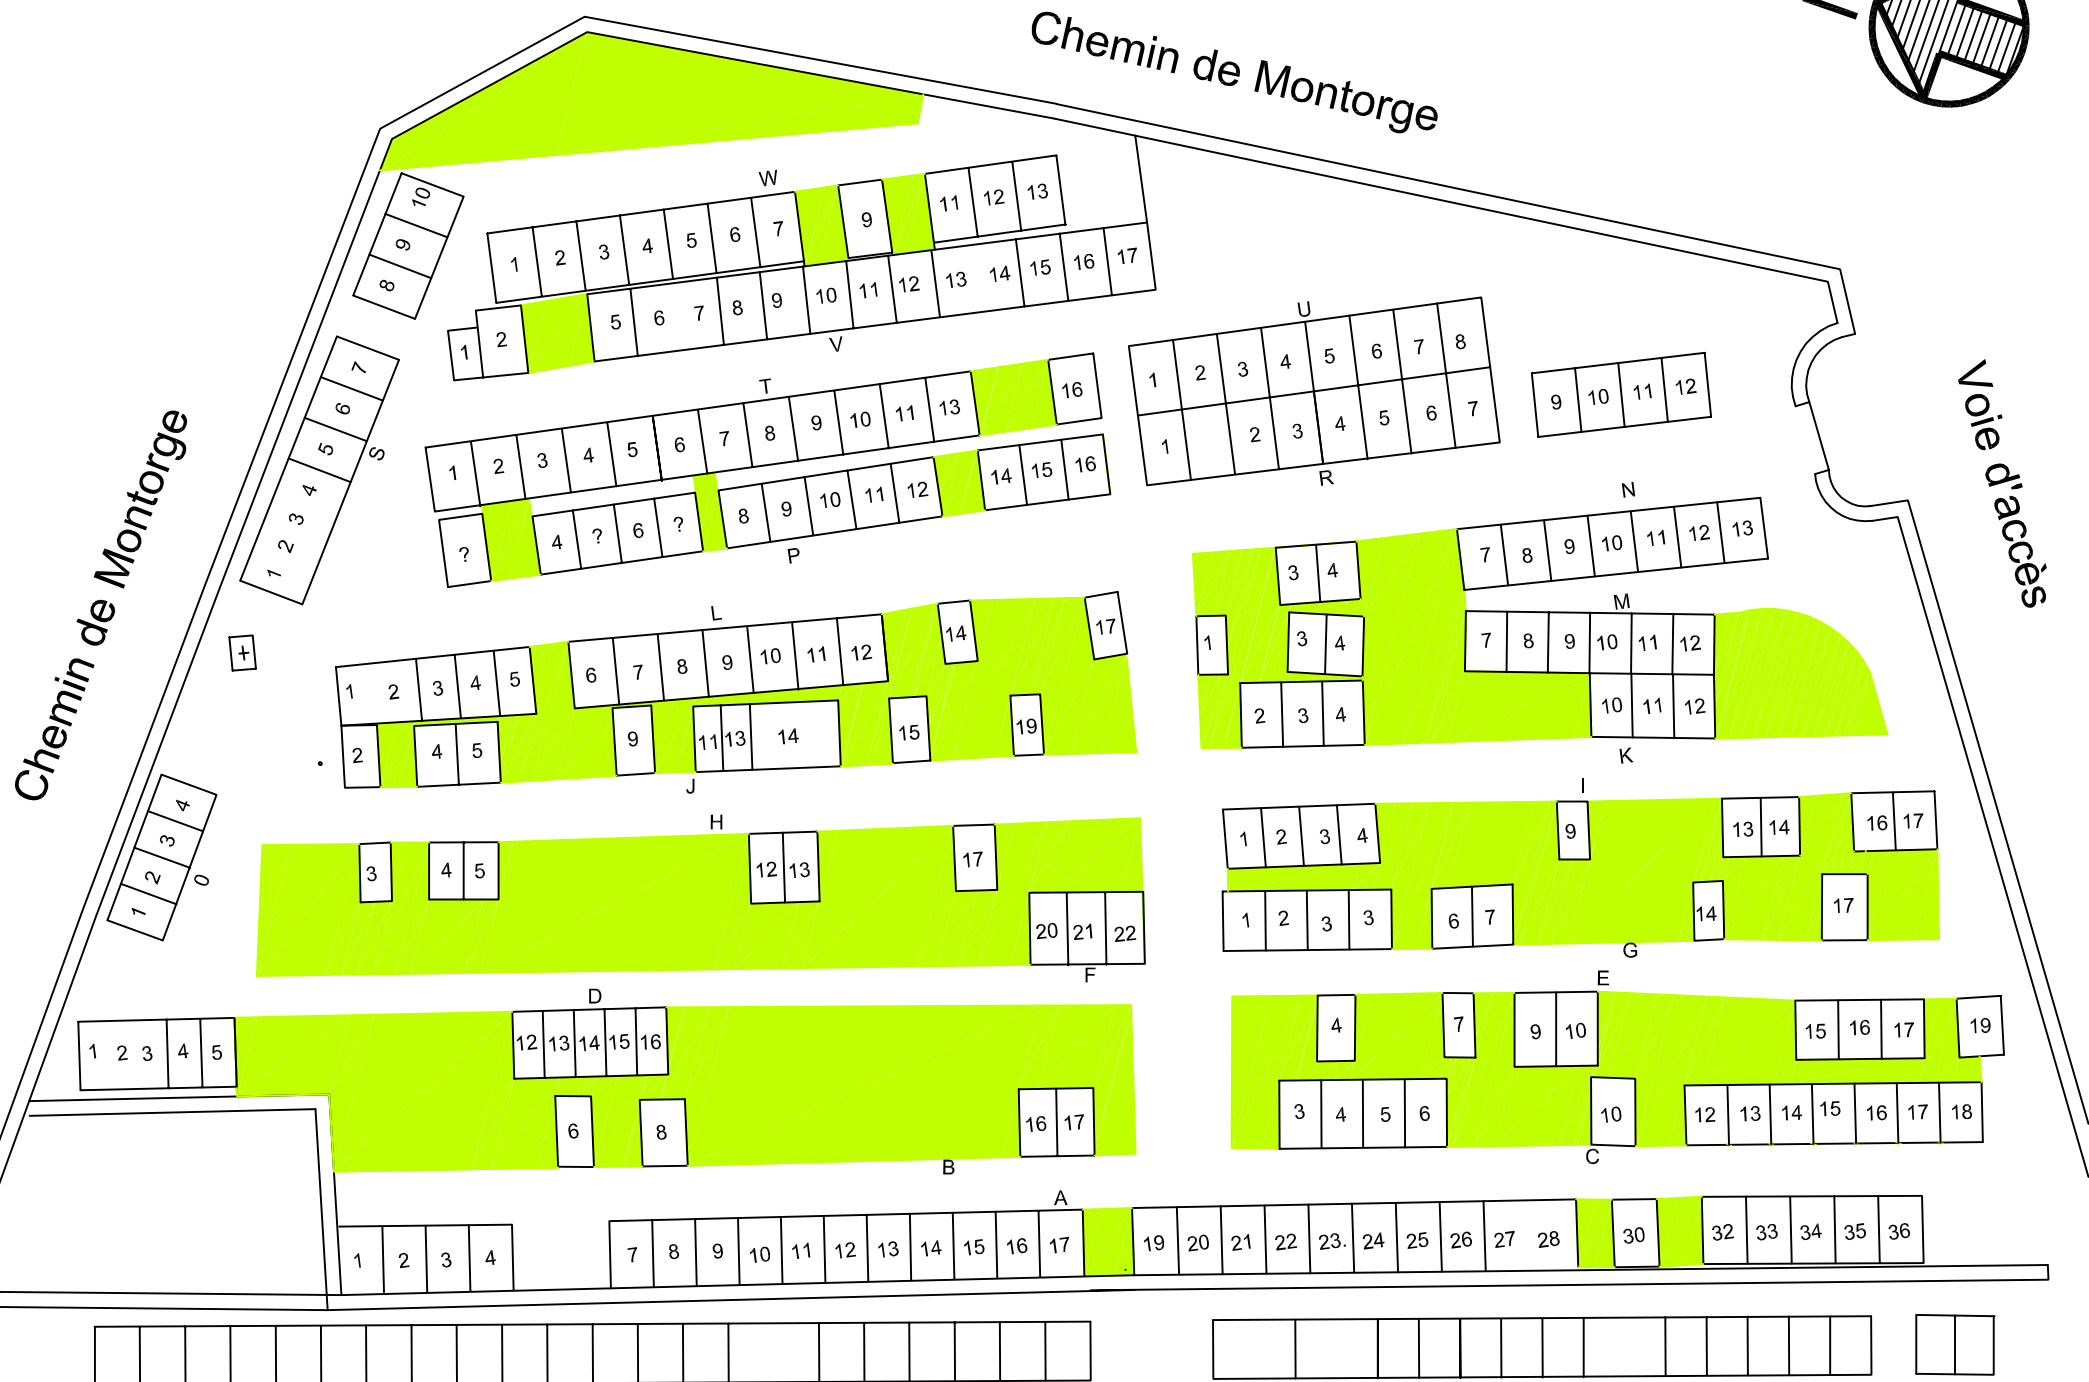 Chemin de Montorge
Chemin de Montorge
Voie d'accès
W
1 2 3 4 5 6 7 9 11 12 13
1 2 5 6 7 8 9 10 11 12 13 14 15 16 17
V
10
9
8
7
6
5
4
3
2
1
S
T
1 2 3 4 5 6 7 8 9 10 11 13 16
? 4 ? 6 ? 8 9 10 11 12 14 15 16
P
U
1 2 3 4 5 6 7 8
9 10 11 12
1 2 3 4 5 6 7
R
N
3 4 7 8 9 10 11 12 13
M
1 3 4 7 8 9 10 11 12
2 3 4 10 11 12
K
+
L
1 2 3 4 5 6 7 8 9 10 11 12 14 17
2 4 5 9 11 13 14 15 19
J
4
3
2
1
0
H
3 4 5 12 13 17
20 21 22
F
I
1 2 3 4 9 13 14 16 17
1 2 3 3 6 7 14 17
G
D
1 2 3 4 5 12 13 14 15 16
6 8 16 17
B
E
4 7 9 10 15 16 17 19
3 4 5 6 10 12 13 14 15 16 17 18
C
A
1 2 3 4 7 8 9 10 11 12 13 14 15 16 17 19 20 21 22 23. 24 25 26 27 28 30 32 33 34 35 36